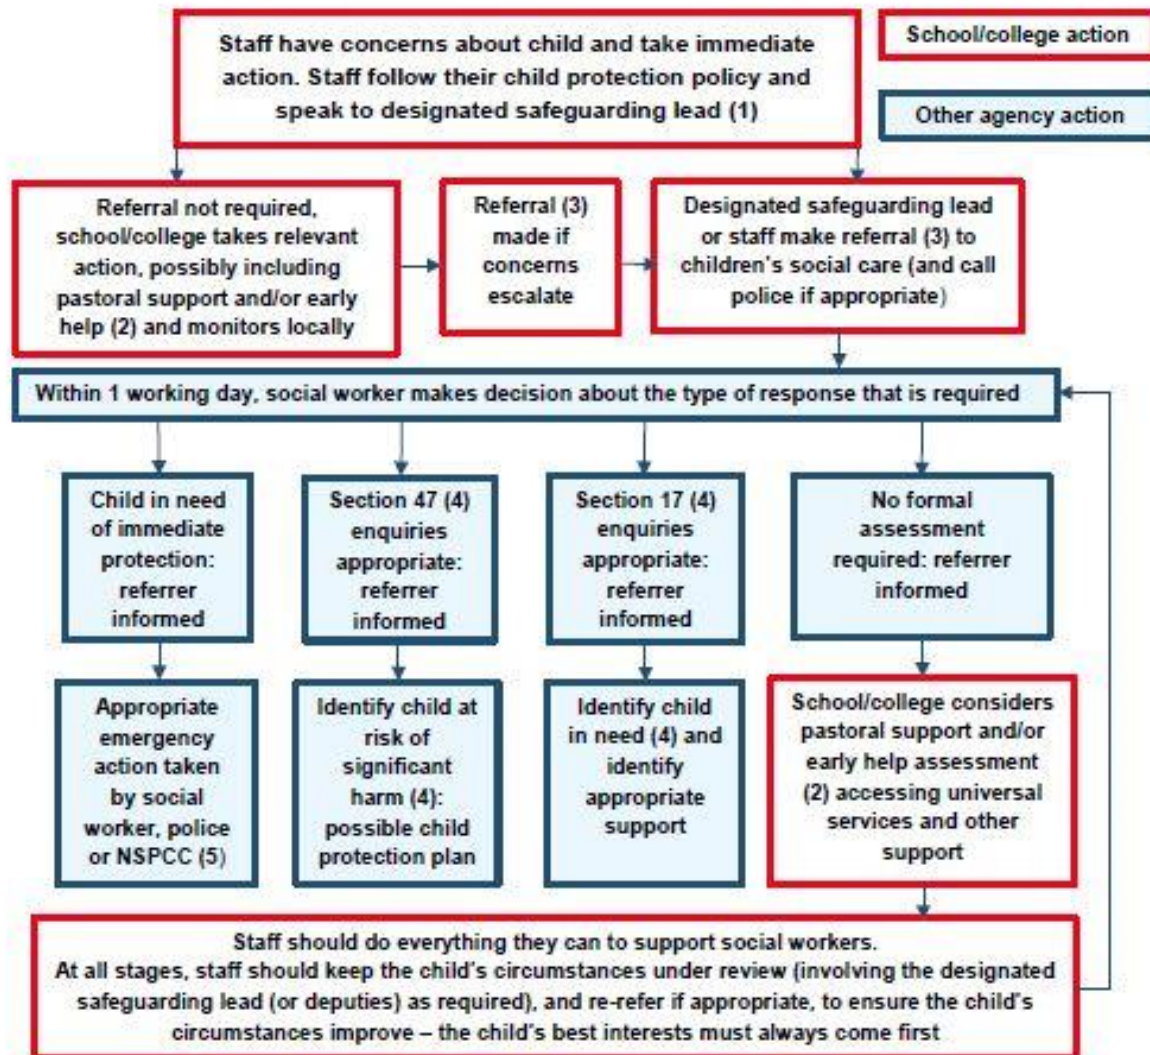 Staff have concerns about child and take immediate
action. Staff follow their child protection policy and
speak to designated safeguarding lead (1)
School/college action
Other agency action
Referral not required,
school/college takes relevant
action, possibly including
pastoral support and/or early
help (2) and monitors locally
Referral (3)
made if
concerns
escalate
Designated safeguarding lead
or staff make referral (3) to
children's social care (and call
police if appropriate)
Within 1 working day, social worker makes decision about the type of response that is required
Child in need
of immediate
protection:
referrer
informed
Section 47 (4)
enquiries
appropriate:
referrer
informed
Section 17 (4)
enquiries
appropriate:
referrer
informed
No formal
assessment
required: referrer
informed
Appropriate
emergency
action taken
by social
worker, police
or NSPCC (5)
Identify child at
risk of
significant
harm (4):
possible child
protection plan
Identify child
in need (4) and
identify
appropriate
support
School/college considers
pastoral support and/or
early help assessment
(2) accessing universal
services and other
support
Staff should do everything they can to support social workers.
At all stages, staff should keep the child's circumstances under review (involving the designated
safeguarding lead (or deputies) as required), and re-refer if appropriate, to ensure the child's
circumstances improve – the child's best interests must always come first